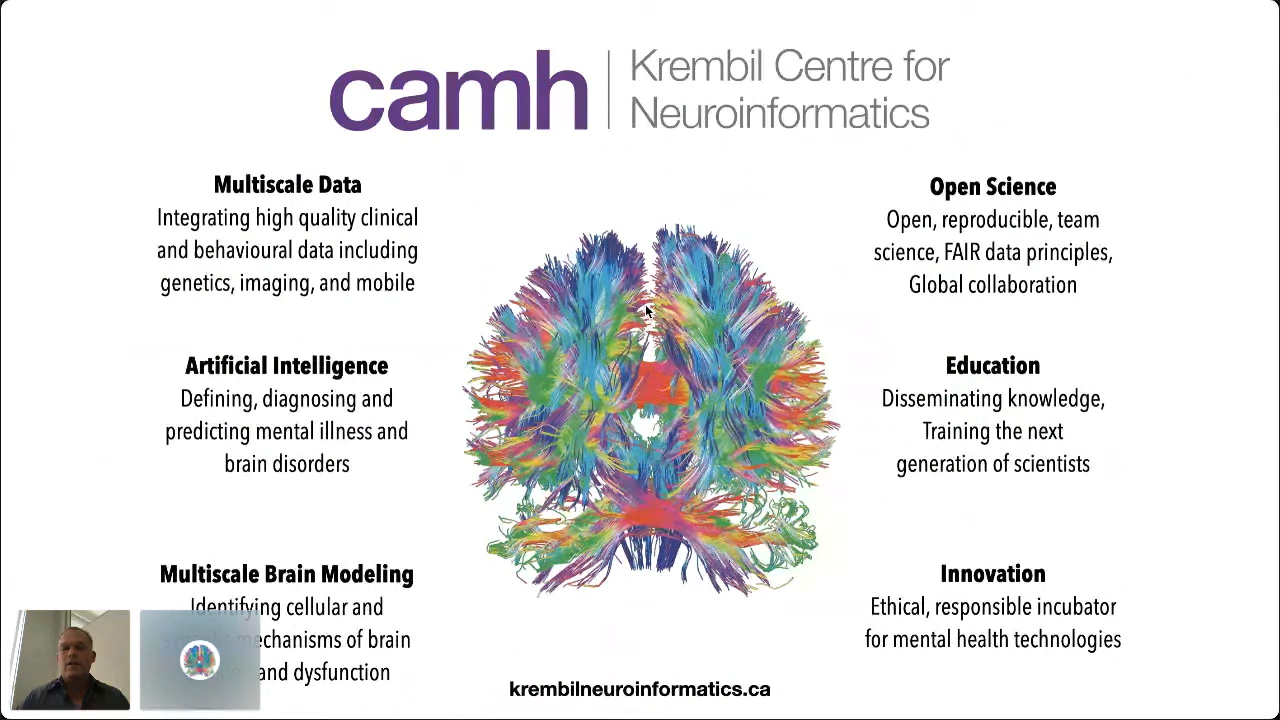 camh
Krembil Centre for
Neuroinformatics
Multiscale Data
Integrating high quality clinical
and behavioural data including
genetics, imaging, and mobile
Artificial Intelligence
Defining, diagnosing and
predicting mental illness and
brain disorders
Multiscale Brain Modeling
Identifying cellular and
mechanisms of brain
and dysfunction
Open Science
Open, reproducible, team
science, FAIR data principles,
Global collaboration
Education
Disseminating knowledge,
Training the next
generation of scientists
Innovation
Ethical, responsible incubator
for mental health technologies
krembilneuroinformatics.ca